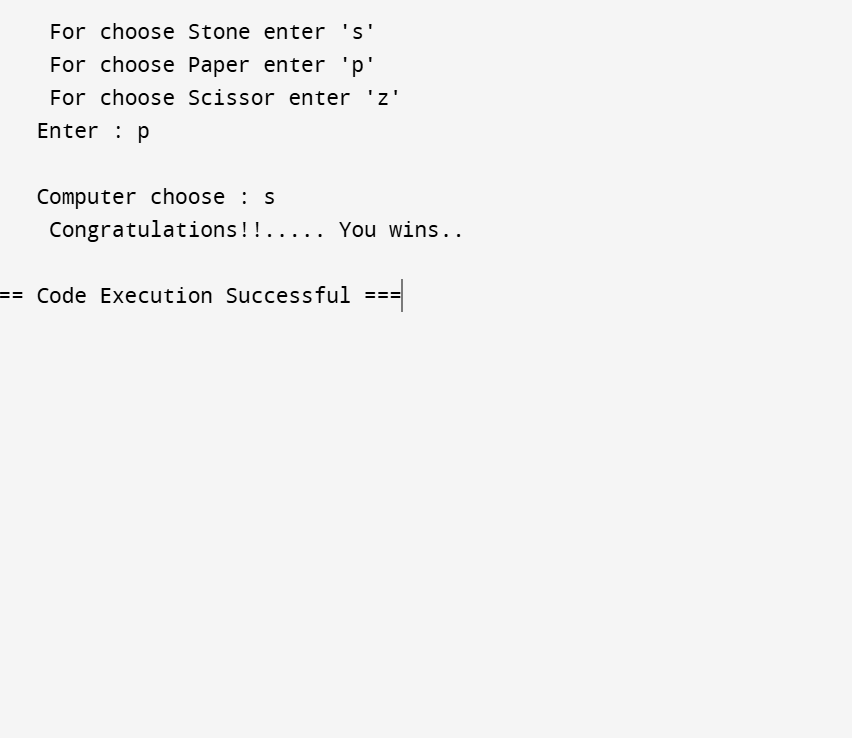 For choose Stone enter 's'
For choose Paper enter 'p'
For choose Scissor enter 'z'
Enter : p
Computer choose : s
Congratulations!!..... You wins..
== Code Execution Successful ===